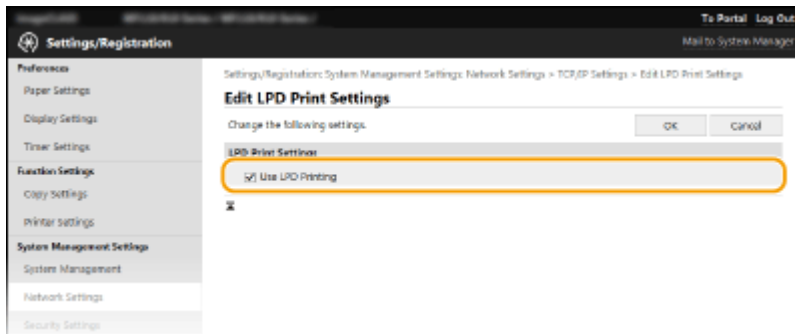 To Portal Log Out
Settings/Registration
Mail to System Manager
Preferences
Paper Settings
Display Settings
Timer Settings
Function Settings
Copy Settings
Printer Settings
System Management Settings
System Management
Network Settings
Security Settings
Settings/Registration: System Management Settings: Network Settings > TCP/IP Settings > Edit LPD Print Settings
Edit LPD Print Settings
Change the following settings.
OK
Cancel
LPD Print Settings
Use LPD Printing